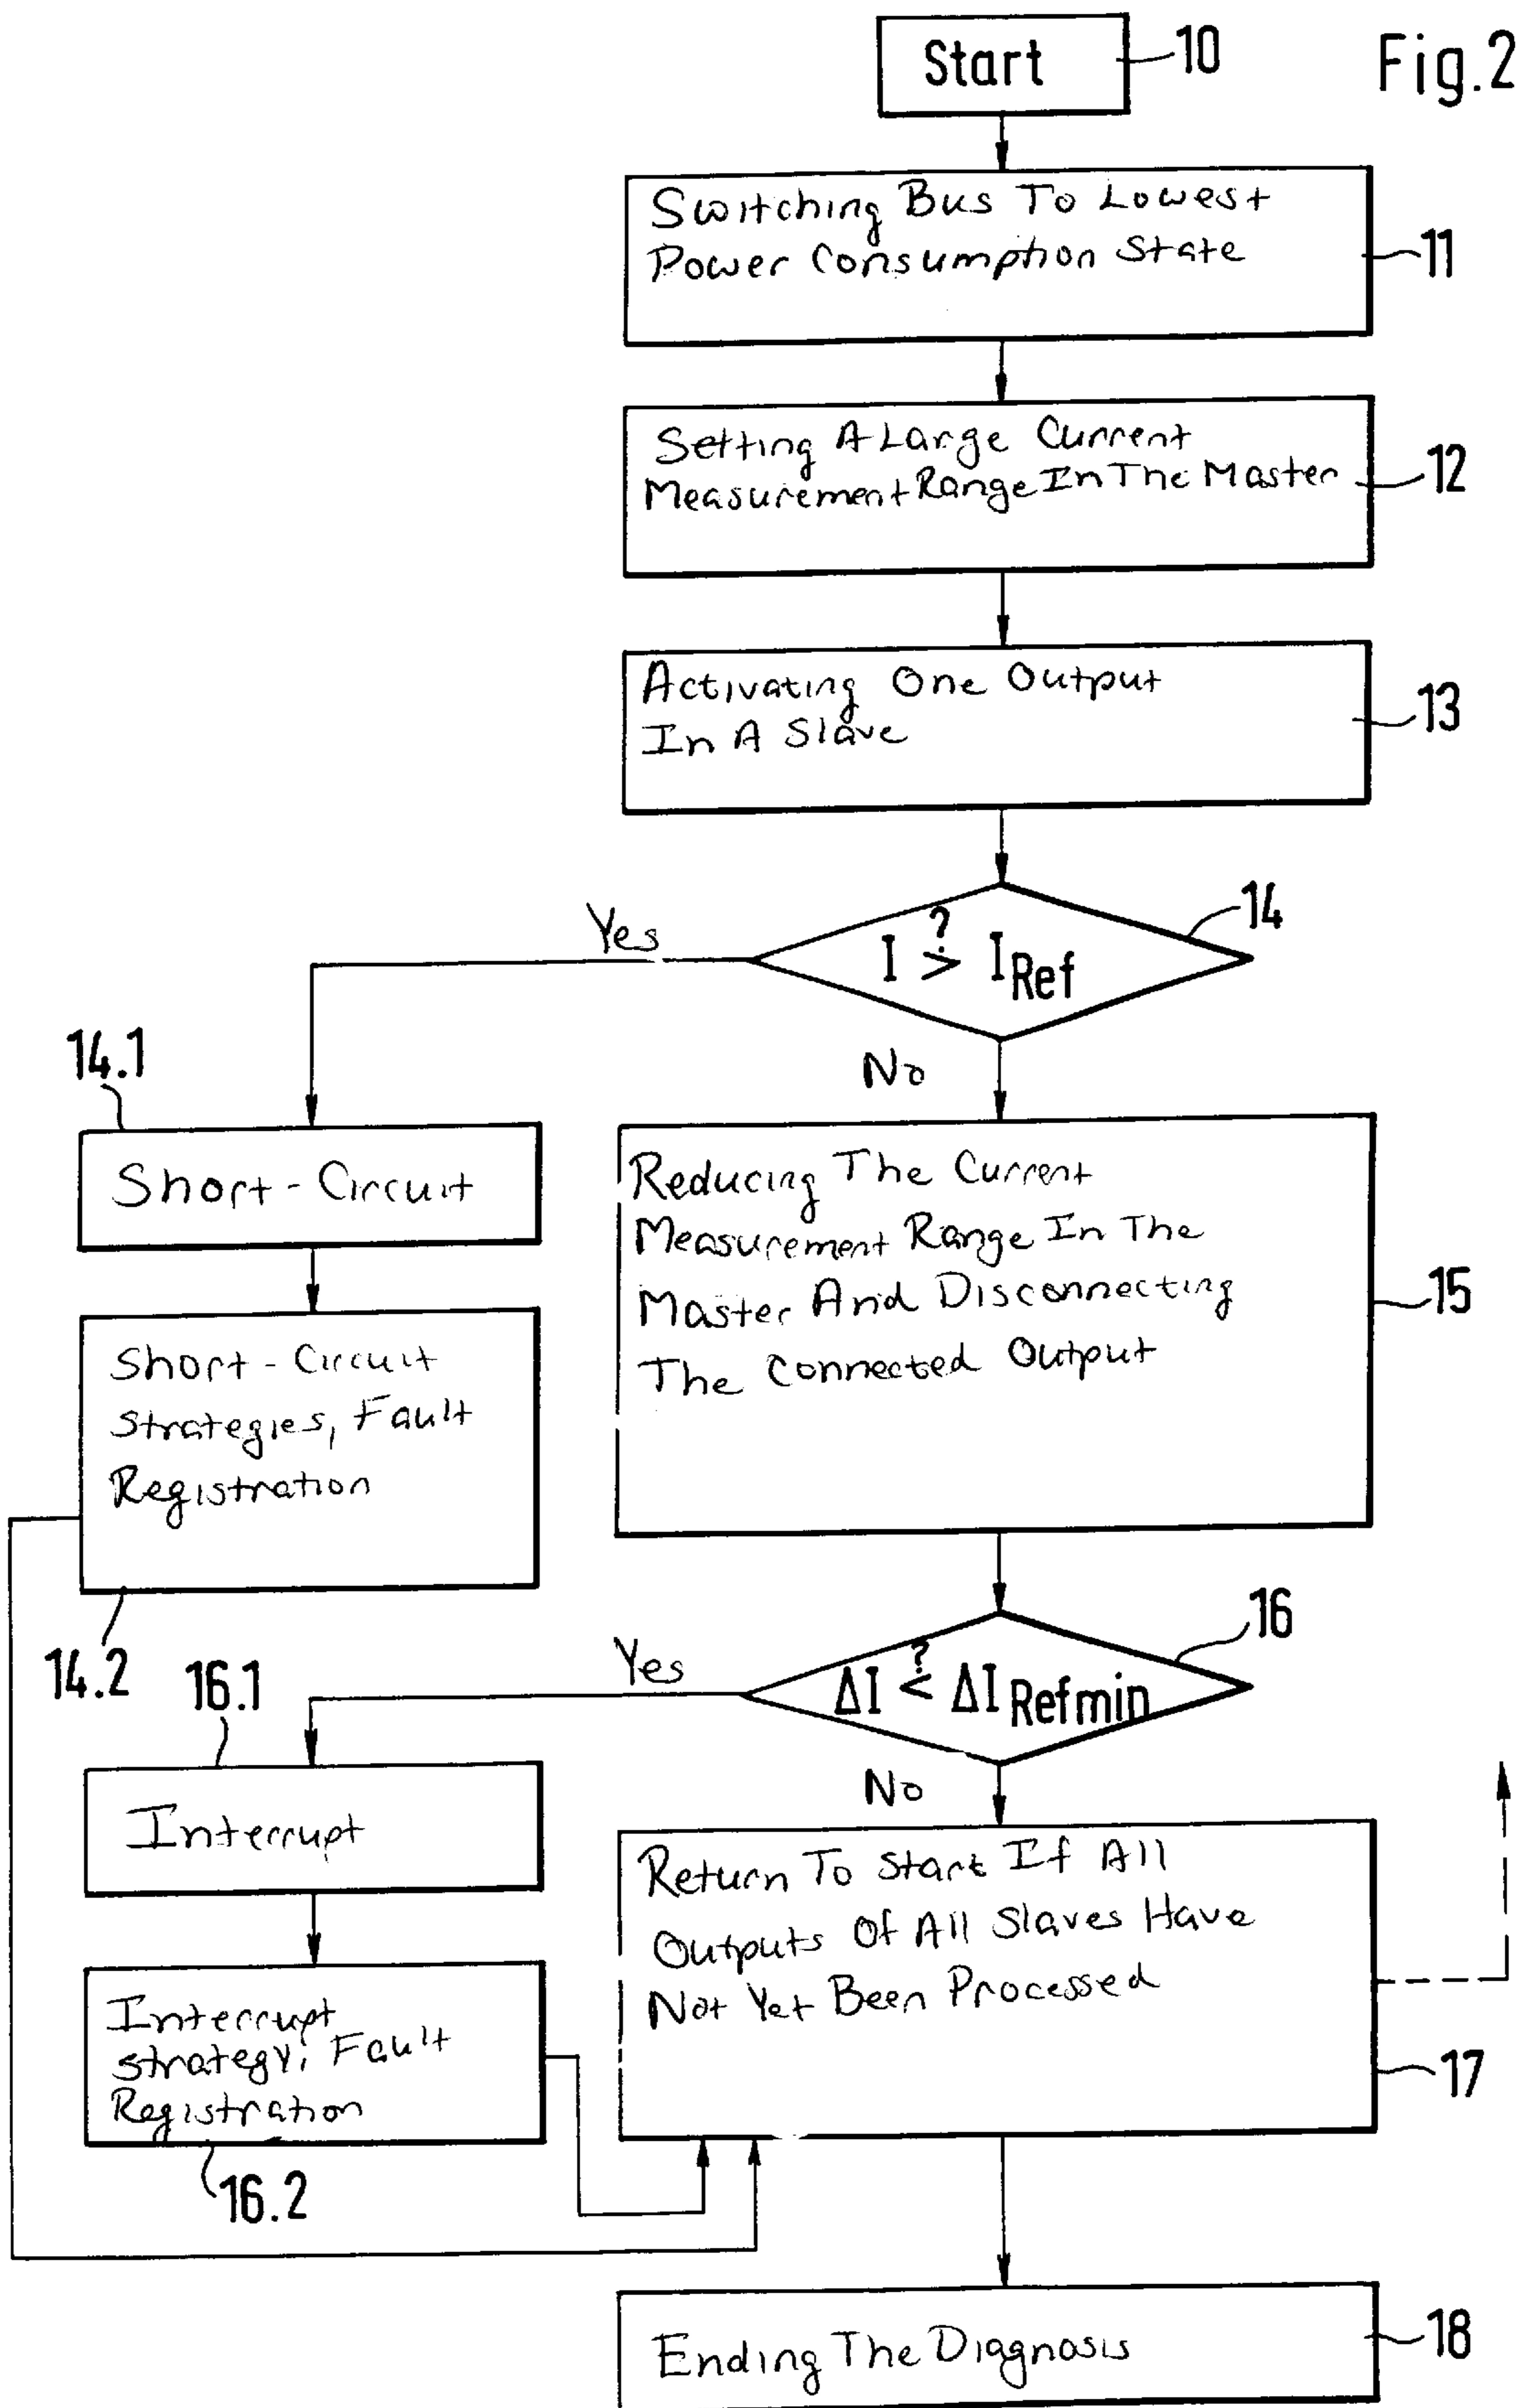 Fig.2
Start
10
Switching Bus To Lowest
Power Consumption State
11
Setting A Large Current
Measurement Range In The Master
12
Activating One Output
In A Slave
13
14
I >? I Ref
Yes
No
14.1
Short-Circuit
Short-Circuit
Strategies, Fault
Registration
14.2
Reducing The Current
Measurement Range In The
Master And Disconnecting
The Connected Output
15
16
ΔI <? ΔI Refmin
Yes
No
16.1
Interrupt
Interrupt
Strategy; Fault
Registration
16.2
Return To Start If All
Outputs Of All Slaves Have
Not Yet Been Processed
17
Ending The Diagnosis
18